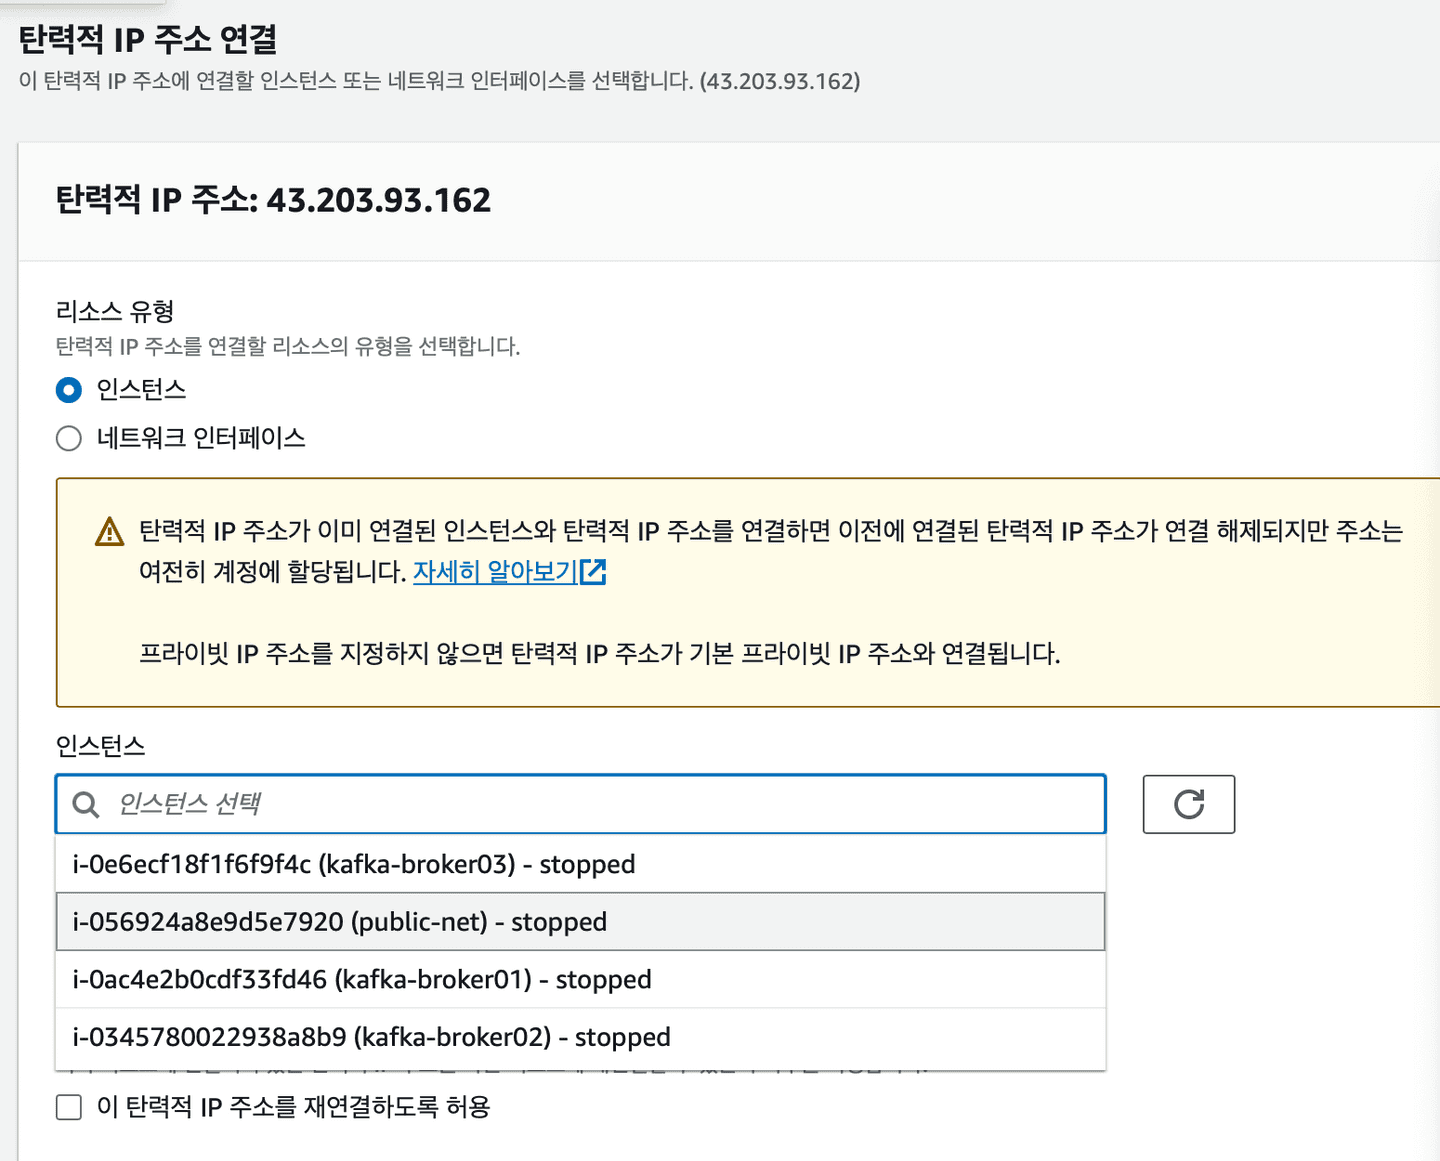 탄력적 IP 주소 연결
이 탄력적 IP 주소에 연결할 인스턴스 또는 네트워크 인터페이스를 선택합니다. (43.203.93.162)
탄력적 IP 주소: 43.203.93.162
리소스 유형
탄력적 IP 주소를 연결할 리소스의 유형을 선택합니다.
인스턴스
네트워크 인터페이스
탄력적 IP 주소가 이미 연결된 인스턴스와 탄력적 IP 주소를 연결하면 이전에 연결된 탄력적 IP 주소가 연결 해제되지만 주소는
여전히 계정에 할당됩니다. 자세히 알아보기
프라이빗 IP 주소를 지정하지 않으면 탄력적 IP 주소가 기본 프라이빗 IP 주소와 연결됩니다.
인스턴스
인스턴스 선택
i-0e6ecf18f1f6f9f4c (kafka-broker03) - stopped
i-056924a8e9d5e7920 (public-net) - stopped
i-0ac4e2b0cdf33fd46 (kafka-broker01) - stopped
i-0345780022938a8b9 (kafka-broker02) - stopped
이 탄력적 IP 주소를 재연결하도록 허용